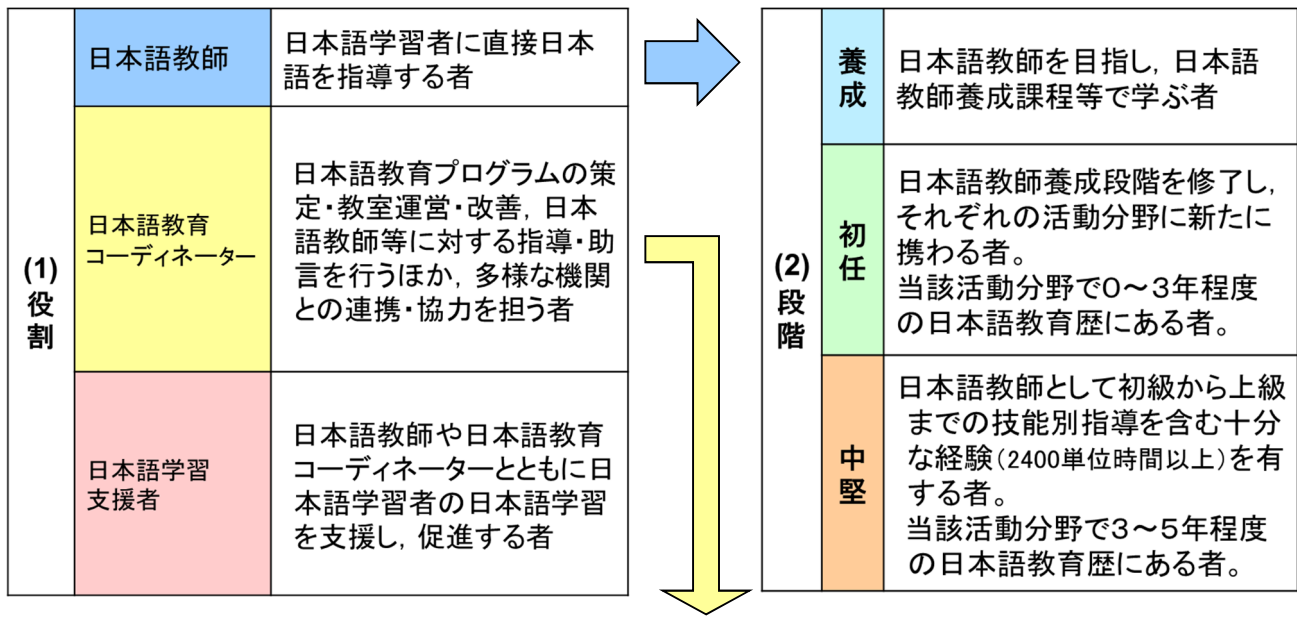 (1)
役
割
日本語教師
日本語学習者に直接日本
語を指導する者
日本語教育
コーディネーター
日本語教育プログラムの策
定・教室運営・改善，日本
語教師等に対する指導・助
言を行うほか，多様な機関
との連携・協力を担う者
日本語学習
支援者
日本語教師や日本語教育
コーディネーターとともに日
本語学習者の日本語学習
を支援し，促進する者
(2)
段
階
養
成
日本語教師を目指し，日本語
教師養成課程等で学ぶ者
初
任
日本語教師養成段階を修了し，
それぞれの活動分野に新たに
携わる者。
当該活動分野で０～３年程度
の日本語教育歴にある者。
中
堅
日本語教師として初級から上級
までの技能別指導を含む十分
な経験（2400単位時間以上）を有
する者。
当該活動分野で３～５年程度
の日本語教育歴にある者。